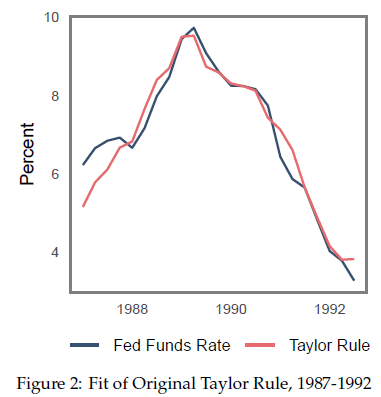 10
8
6
4
Percent
1988 1990 1992
Fed Funds Rate Taylor Rule
Figure 2: Fit of Original Taylor Rule, 1987-1992